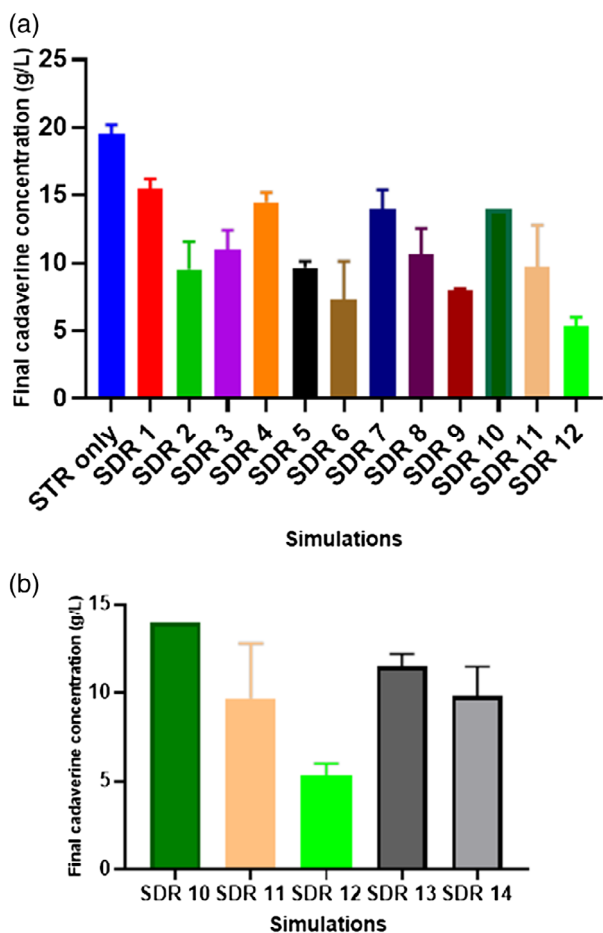 (a)
Final cadaverine concentration (g/L)
25
20
15
10
5
0
STR only
SDR 1
SDR 2
SDR 3
SDR 4
SDR 5
SDR 6
SDR 7
SDR 8
SDR 9
SDR 10
SDR 11
SDR 12
Simulations
(b)
Final cadaverine concentration (g/L)
15
10
5
0
SDR 10 SDR 11 SDR 12 SDR 13 SDR 14
Simulations